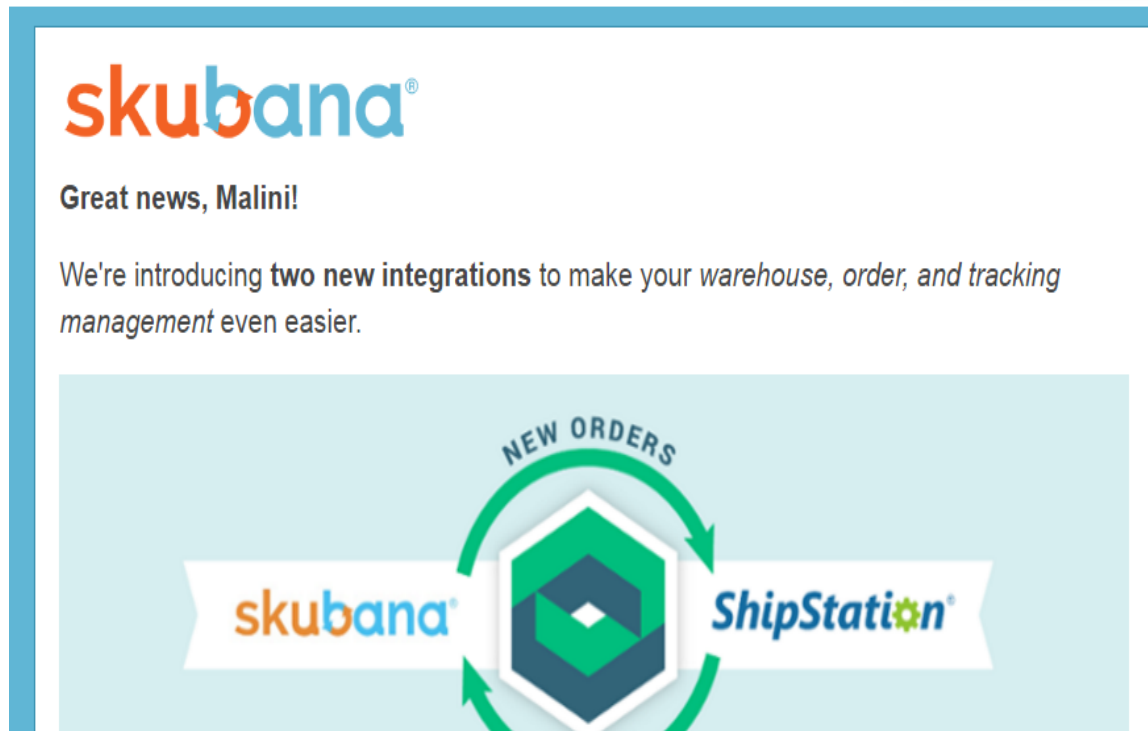 skubana®
Great news, Malini!
We're introducing two new integrations to make your warehouse, order, and tracking
management even easier.
NEW ORDERS
skubana®
ShipStation®